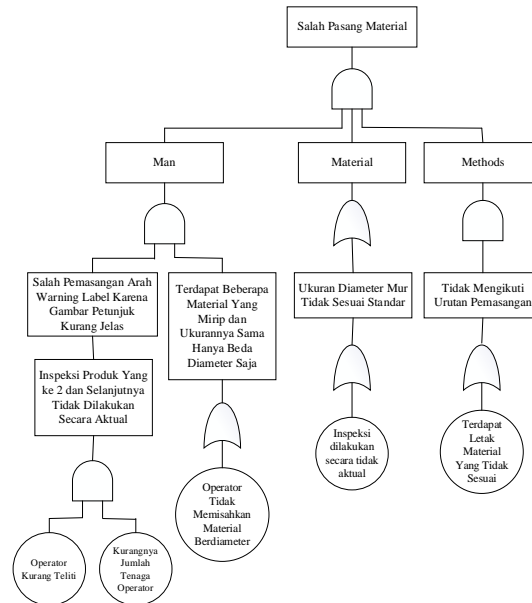 Salah Pasang Material
Man
Material
Methods
Salah Pemasangan Arah
Warning Label Karena
Gambar Petunjuk
Kurang Jelas
Terdapat Beberapa
Material Yang
Mirip dan
Ukurannya Sama
Hanya Beda
Diameter Saja
Ukuran Diameter Mur
Tidak Sesuai Standar
Tidak Mengikuti
Urutan Pemasangan
Inspeksi Produk Yang
ke 2 dan Selanjutnya
Tidak Dilakukan
Secara Aktual
Operator
Tidak
Memisahkan
Material
Berdiameter
Inspeksi
dilakukan
secara tidak
aktual
Terdapat
Letak
Material
Yang Tidak
Sesuai
Operator
Kurang Teliti
Kurangnya
Jumlah
Tenaga
Operator